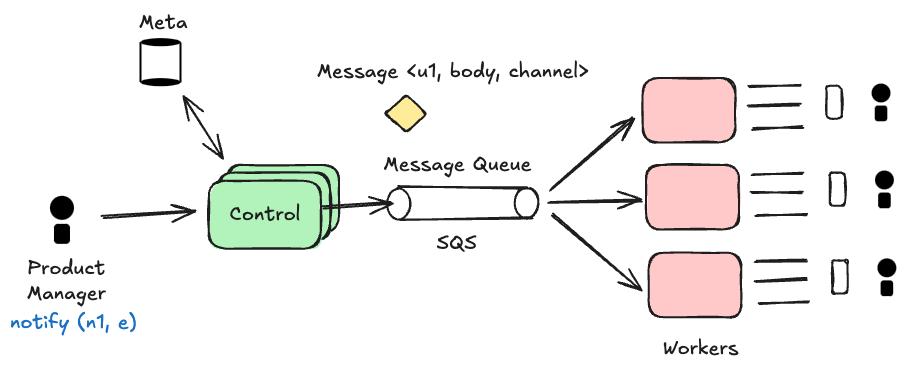 Meta
Message <u1, body, channel>
Message Queue
Control
SQS
Product
Manager
notify (n1, e)
Workers